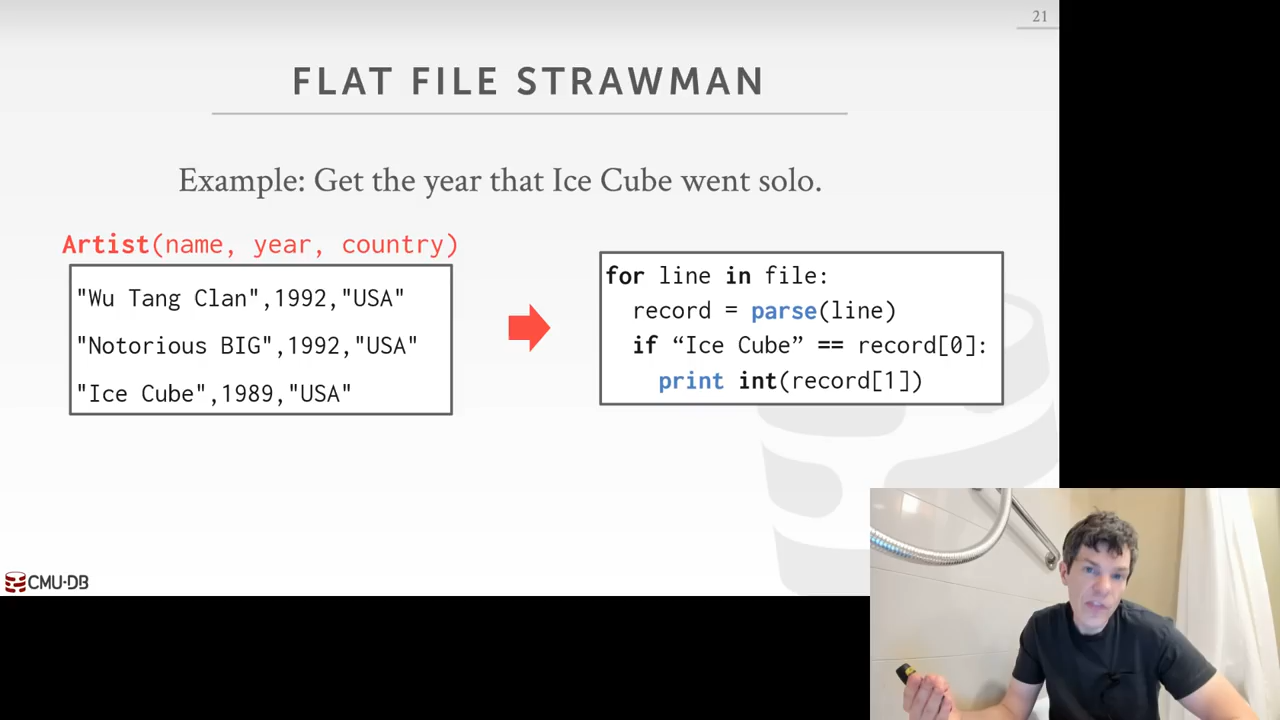 21
FLAT FILE STRAWMAN
Example: Get the year that Ice Cube went solo.
Artist(name, year, country)
"Wu Tang Clan",1992,"USA"
"Notorious BIG",1992,"USA"
"Ice Cube",1989,"USA"
for line in file:
record = parse(line)
if “Ice Cube” == record[0]:
print int(record[1])
CMU·DB